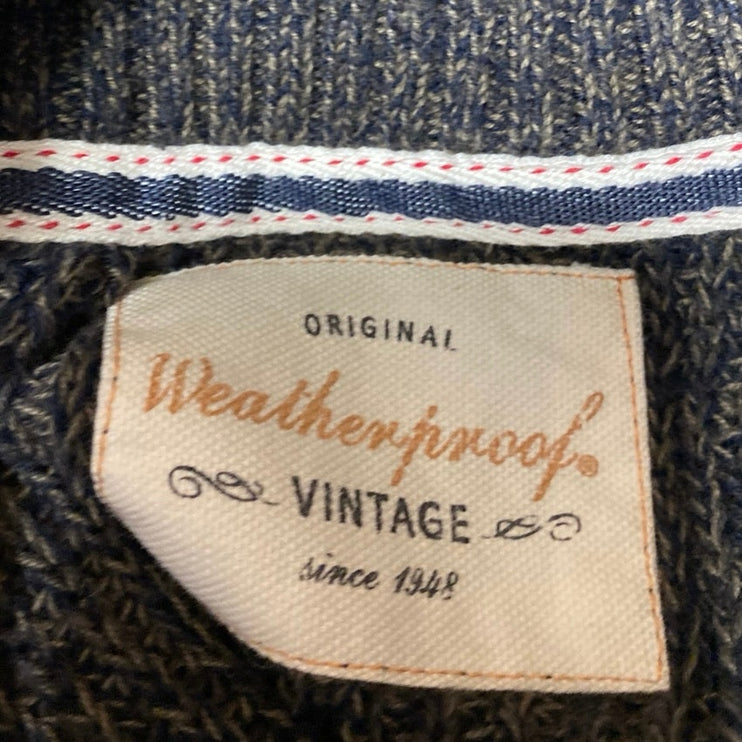 ORIGINAL
Weatherproof®
VINTAGE
since 1948